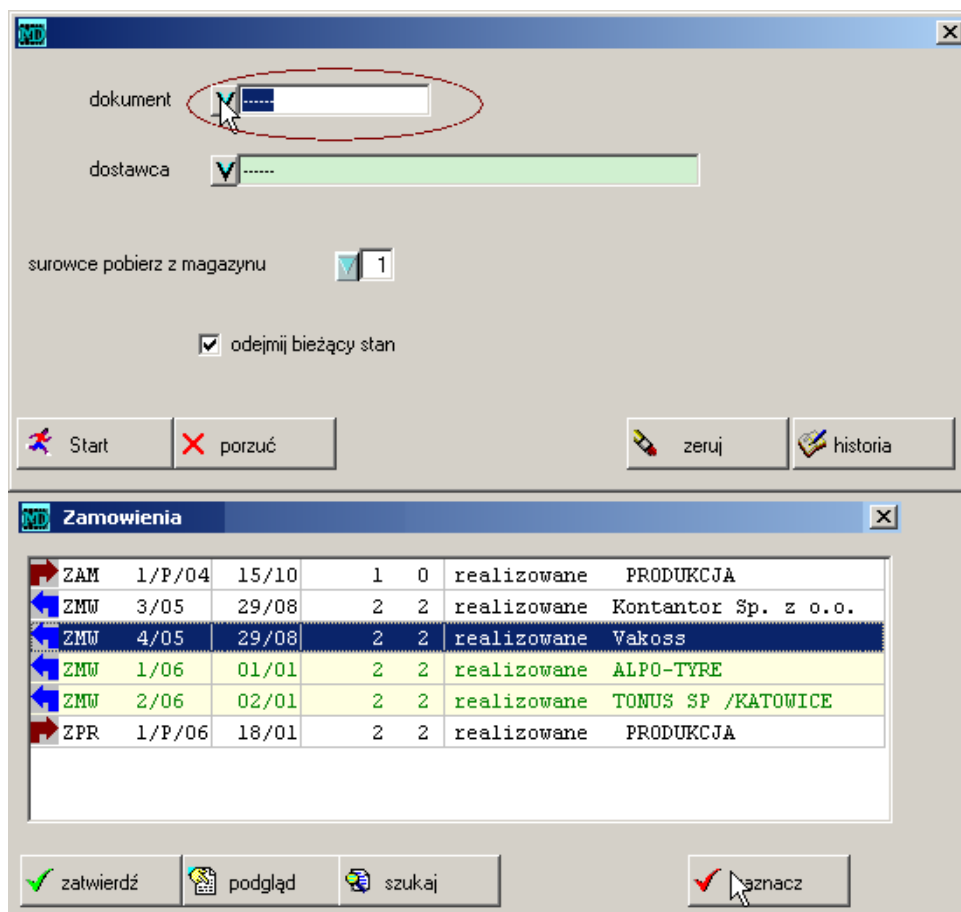 MD
dokument V ------
dostawca V ------
surowce pobierz z magazynu 1
odejmij bieżący stan
Start porzuć zeruj historia
MD Zamowienia
ZAM 1/P/04 15/10 1 0 realizowane PRODUKCJA
ZMW 3/05 29/08 2 2 realizowane Kontantor Sp. z o.o.
ZMW 4/05 29/08 2 2 realizowane Vakoss
ZMW 1/06 01/01 2 2 realizowane ALPO-TYRE
ZMW 2/06 02/01 2 2 realizowane TONUS SP /KATOWICE
ZPR 1/P/06 18/01 2 2 realizowane PRODUKCJA
zatwierdź podgląd szukaj aznacz